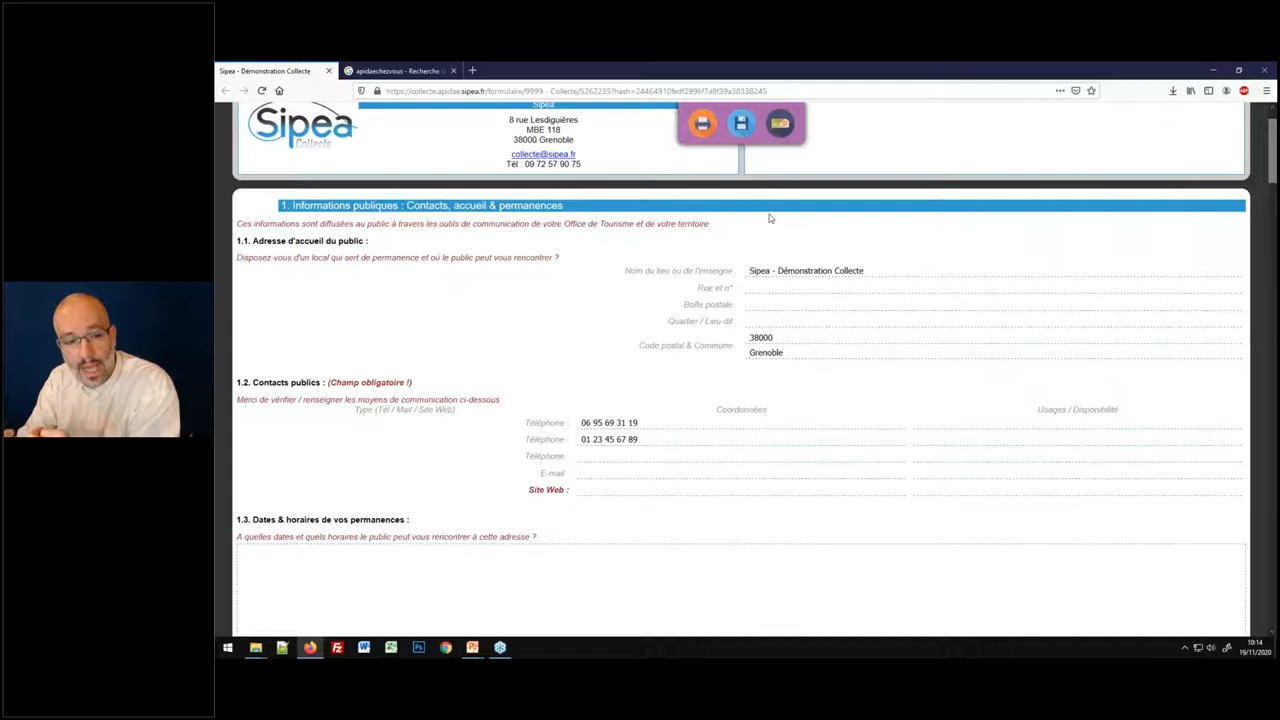 Sipea - Démonstration Collecte
apidaechezvous - Recherche
https://collecte.apidae.sipea.fr/formulaire/9999 - Collecte/5262235?hash=24464910fedf2996f7a8f39a38338245
Sipea
Sipea
Collecte
8 rue Lesdiguières
MBE 118
38000 Grenoble
collecte@sipea.fr
Tél : 09 72 57 90 75
1. Informations publiques : Contacts, accueil & permanences
Ces informations sont diffusées au public à travers les outils de communication de votre Office de Tourisme et de votre territoire
1.1. Adresse d'accueil du public :
Disposez-vous d'un local qui sert de permanence et où le public peut vous rencontrer ?
Nom du lieu ou de l'enseigne : Sipea - Démonstration Collecte
Rue et n°
Boîte postale
Quartier / Lieu-dit
Code postal & Commune
38000
Grenoble
1.2. Contacts publics : (Champ obligatoire !)
Merci de vérifier / renseigner les moyens de communication ci-dessous
Type (Tél / Mail / Site Web) Coordonnées Usages / Disponibilité
Téléphone : 06 95 69 31 19
Téléphone : 01 23 45 67 89
Téléphone
E-mail
Site Web :
1.3. Dates & horaires de vos permanences :
A quelles dates et quels horaires le public peut vous rencontrer à cette adresse ?
10:14
19/11/2020